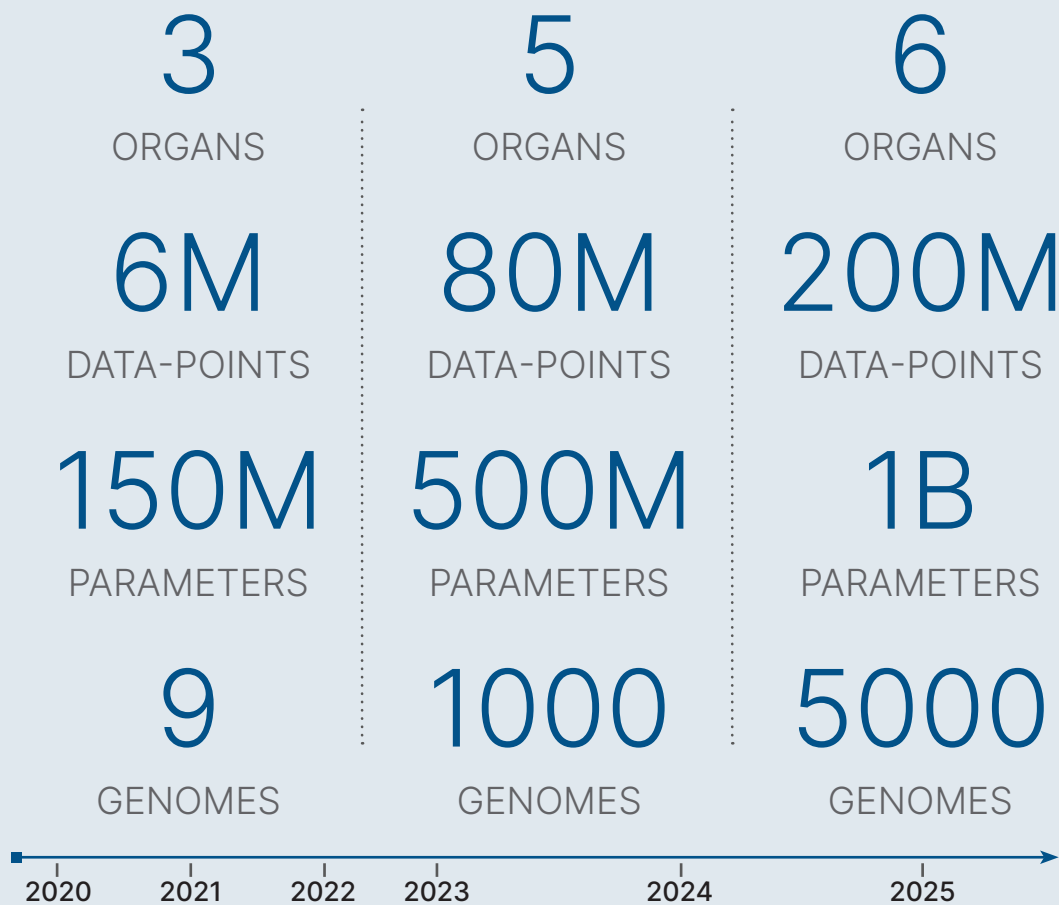 3 5 6
ORGANS ORGANS ORGANS
6M 80M 200M
DATA-POINTS DATA-POINTS DATA-POINTS
150M 500M 1B
PARAMETERS PARAMETERS PARAMETERS
9 1000 5000
GENOMES GENOMES GENOMES
2020 2021 2022 2023 2024 2025